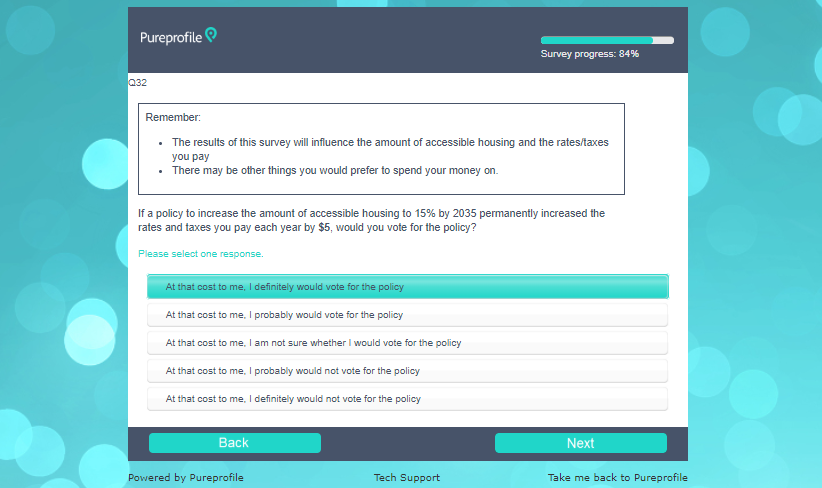 Pureprofile
Survey progress: 84%
Q32
Remember:
• The results of this survey will influence the amount of accessible housing and the rates/taxes
you pay
• There may be other things you would prefer to spend your money on.
If a policy to increase the amount of accessible housing to 15% by 2035 permanently increased the
rates and taxes you pay each year by $5, would you vote for the policy?
Please select one response.
At that cost to me, I definitely would vote for the policy
At that cost to me, I probably would vote for the policy
At that cost to me, I am not sure whether I would vote for the policy
At that cost to me, I probably would not vote for the policy
At that cost to me, I definitely would not vote for the policy
Back Next
Powered by Pureprofile Tech Support Take me back to Pureprofile